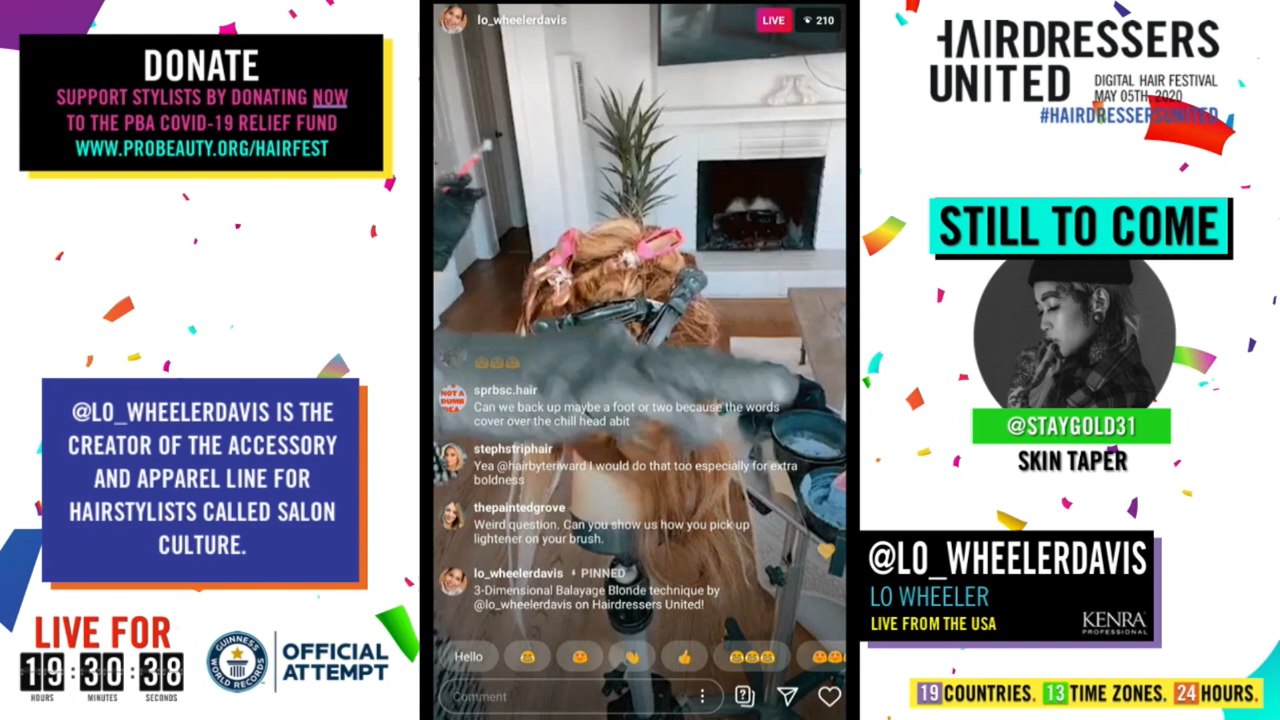 DONATE
SUPPORT STYLISTS BY DONATING NOW
TO THE PBA COVID-19 RELIEF FUND
WWW.PROBEAUTY.ORG/HAIRFEST
@LO_WHEELERDAVIS IS THE
CREATOR OF THE ACCESSORY
AND APPAREL LINE FOR
HAIRSTYLISTS CALLED SALON
CULTURE.
LIVE FOR
19:30:38
HOURS MINUTES SECONDS
GUINNESS
WORLD RECORDS
OFFICIAL
ATTEMPT
lo_wheelerdavis
LIVE 210
NOT A
DUMB
IDEA
sprbsc.hair
Can we back up maybe a foot or two because the words
cover over the chill head abit
stephstriphair
Yea @hairbyteriward I would do that too especially for extra
boldness
thepaintedgrove
Weird question. Can you show us how you pick up
lightener on your brush.
lo_wheelerdavis PINNED
3-Dimensional Balayage Blonde technique by
@lo_wheelerdavis on Hairdressers United!
Hello
Comment
HAIRDRESSERS
UNITED
DIGITAL HAIR FESTIVAL
MAY 05TH, 2020
#HAIRDRESSERSUNITED
STILL TO COME
@STAYGOLD31
SKIN TAPER
@LO_WHEELERDAVIS
LO WHEELER
LIVE FROM THE USA
KENRA
PROFESSIONAL
19 COUNTRIES. 13 TIME ZONES. 24 HOURS.